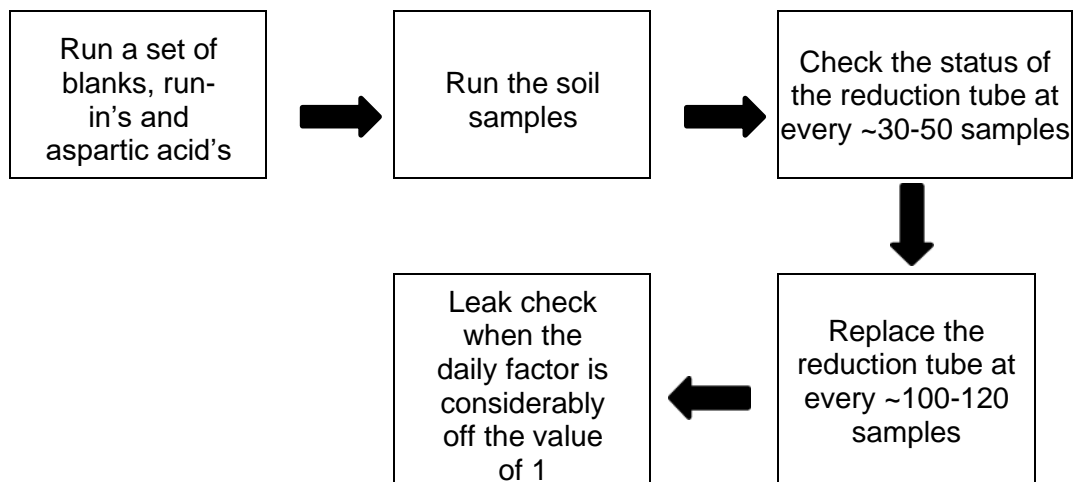 Run a set of
blanks, run-
in's and
aspartic acid's
Run the soil
samples
Check the status of
the reduction tube at
every ~30-50 samples
Replace the
reduction tube at
every ~100-120
samples
Leak check
when the
daily factor is
considerably
off the value
of 1